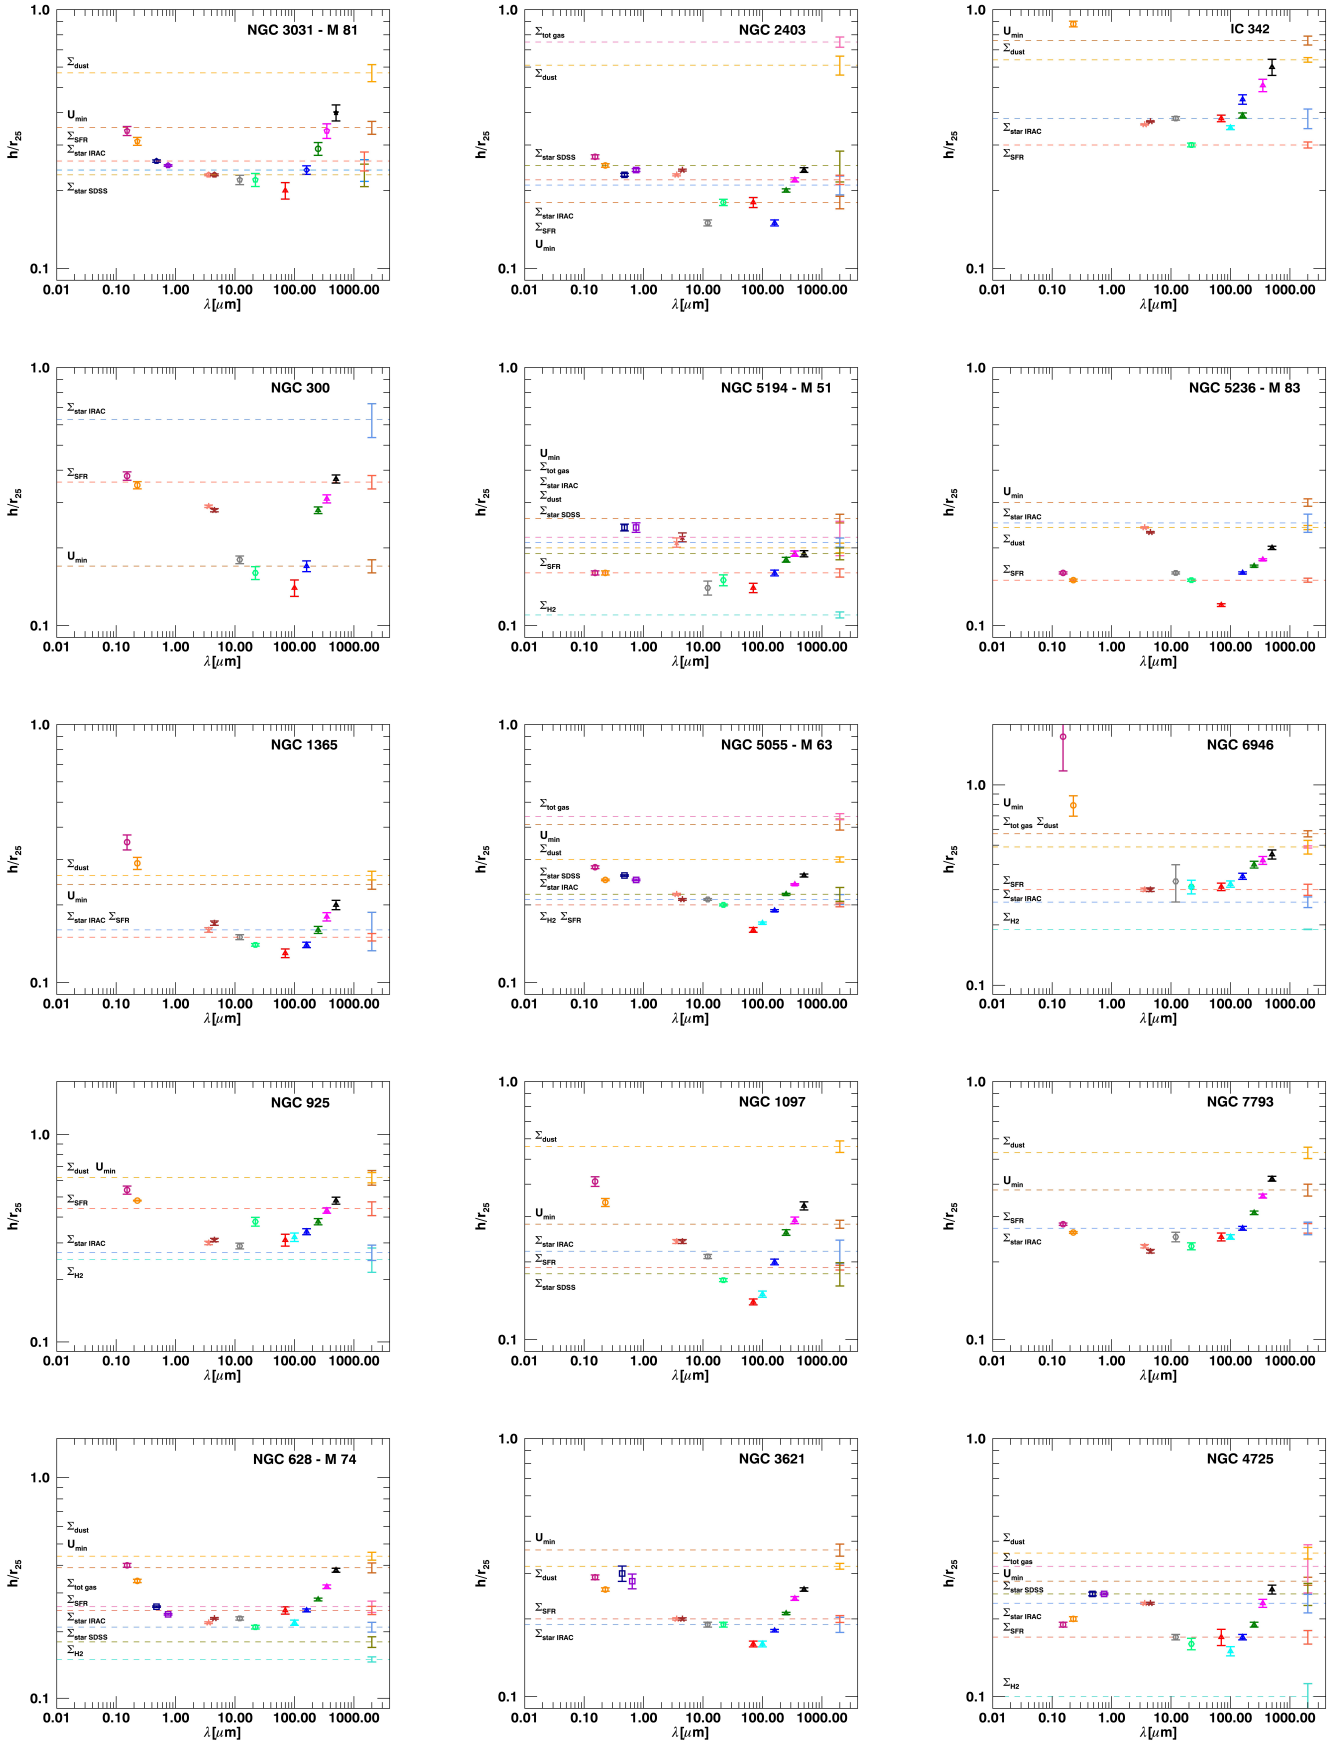 NGC 3031 - M 81
1.0
h/r25
0.1
Σdust
Umin
ΣSFR
Σstar IRAC
Σstar SDSS
0.01 0.10 1.00 10.00 100.00 1000.00
λ[μm]
NGC 2403
1.0
h/r25
0.1
Σtot gas
Σdust
Σstar SDSS
Σstar IRAC
ΣSFR
Umin
0.01 0.10 1.00 10.00 100.00 1000.00
λ[μm]
IC 342
1.0
h/r25
0.1
Umin
Σdust
Σstar IRAC
ΣSFR
0.01 0.10 1.00 10.00 100.00 1000.00
λ[μm]
NGC 300
1.0
h/r25
0.1
Σstar IRAC
ΣSFR
Umin
0.01 0.10 1.00 10.00 100.00 1000.00
λ[μm]
NGC 5194 - M 51
1.0
h/r25
0.1
Umin
Σtot gas
Σstar IRAC
Σdust
Σstar SDSS
ΣSFR
ΣH2
0.01 0.10 1.00 10.00 100.00 1000.00
λ[μm]
NGC 5236 - M 83
1.0
h/r25
0.1
Umin
Σstar IRAC
Σdust
ΣSFR
0.01 0.10 1.00 10.00 100.00 1000.00
λ[μm]
NGC 1365
1.0
h/r25
0.1
Σdust
Umin
Σstar IRAC ΣSFR
0.01 0.10 1.00 10.00 100.00 1000.00
λ[μm]
NGC 5055 - M 63
1.0
h/r25
0.1
Σtot gas
Umin
Σdust
Σstar SDSS
Σstar IRAC
ΣH2 ΣSFR
0.01 0.10 1.00 10.00 100.00 1000.00
λ[μm]
NGC 6946
1.0
h/r25
0.1
Umin
Σtot gas Σdust
ΣSFR
Σstar IRAC
ΣH2
0.01 0.10 1.00 10.00 100.00 1000.00
λ[μm]
NGC 925
1.0
h/r25
0.1
Σdust Umin
ΣSFR
Σstar IRAC
ΣH2
0.01 0.10 1.00 10.00 100.00 1000.00
λ[μm]
NGC 1097
1.0
h/r25
0.1
Σdust
Umin
Σstar IRAC
ΣSFR
Σstar SDSS
0.01 0.10 1.00 10.00 100.00 1000.00
λ[μm]
NGC 7793
1.0
h/r25
0.1
Σdust
Umin
ΣSFR
Σstar IRAC
0.01 0.10 1.00 10.00 100.00 1000.00
λ[μm]
NGC 628 - M 74
1.0
h/r25
0.1
Σdust
Umin
Σtot gas
ΣSFR
Σstar IRAC
Σstar SDSS
ΣH2
0.01 0.10 1.00 10.00 100.00 1000.00
λ[μm]
NGC 3621
1.0
h/r25
0.1
Umin
Σdust
ΣSFR
Σstar IRAC
0.01 0.10 1.00 10.00 100.00 1000.00
λ[μm]
NGC 4725
1.0
h/r25
0.1
Σdust
Σtot gas
Umin
Σstar SDSS
Σstar IRAC
ΣSFR
ΣH2
0.01 0.10 1.00 10.00 100.00 1000.00
λ[μm]